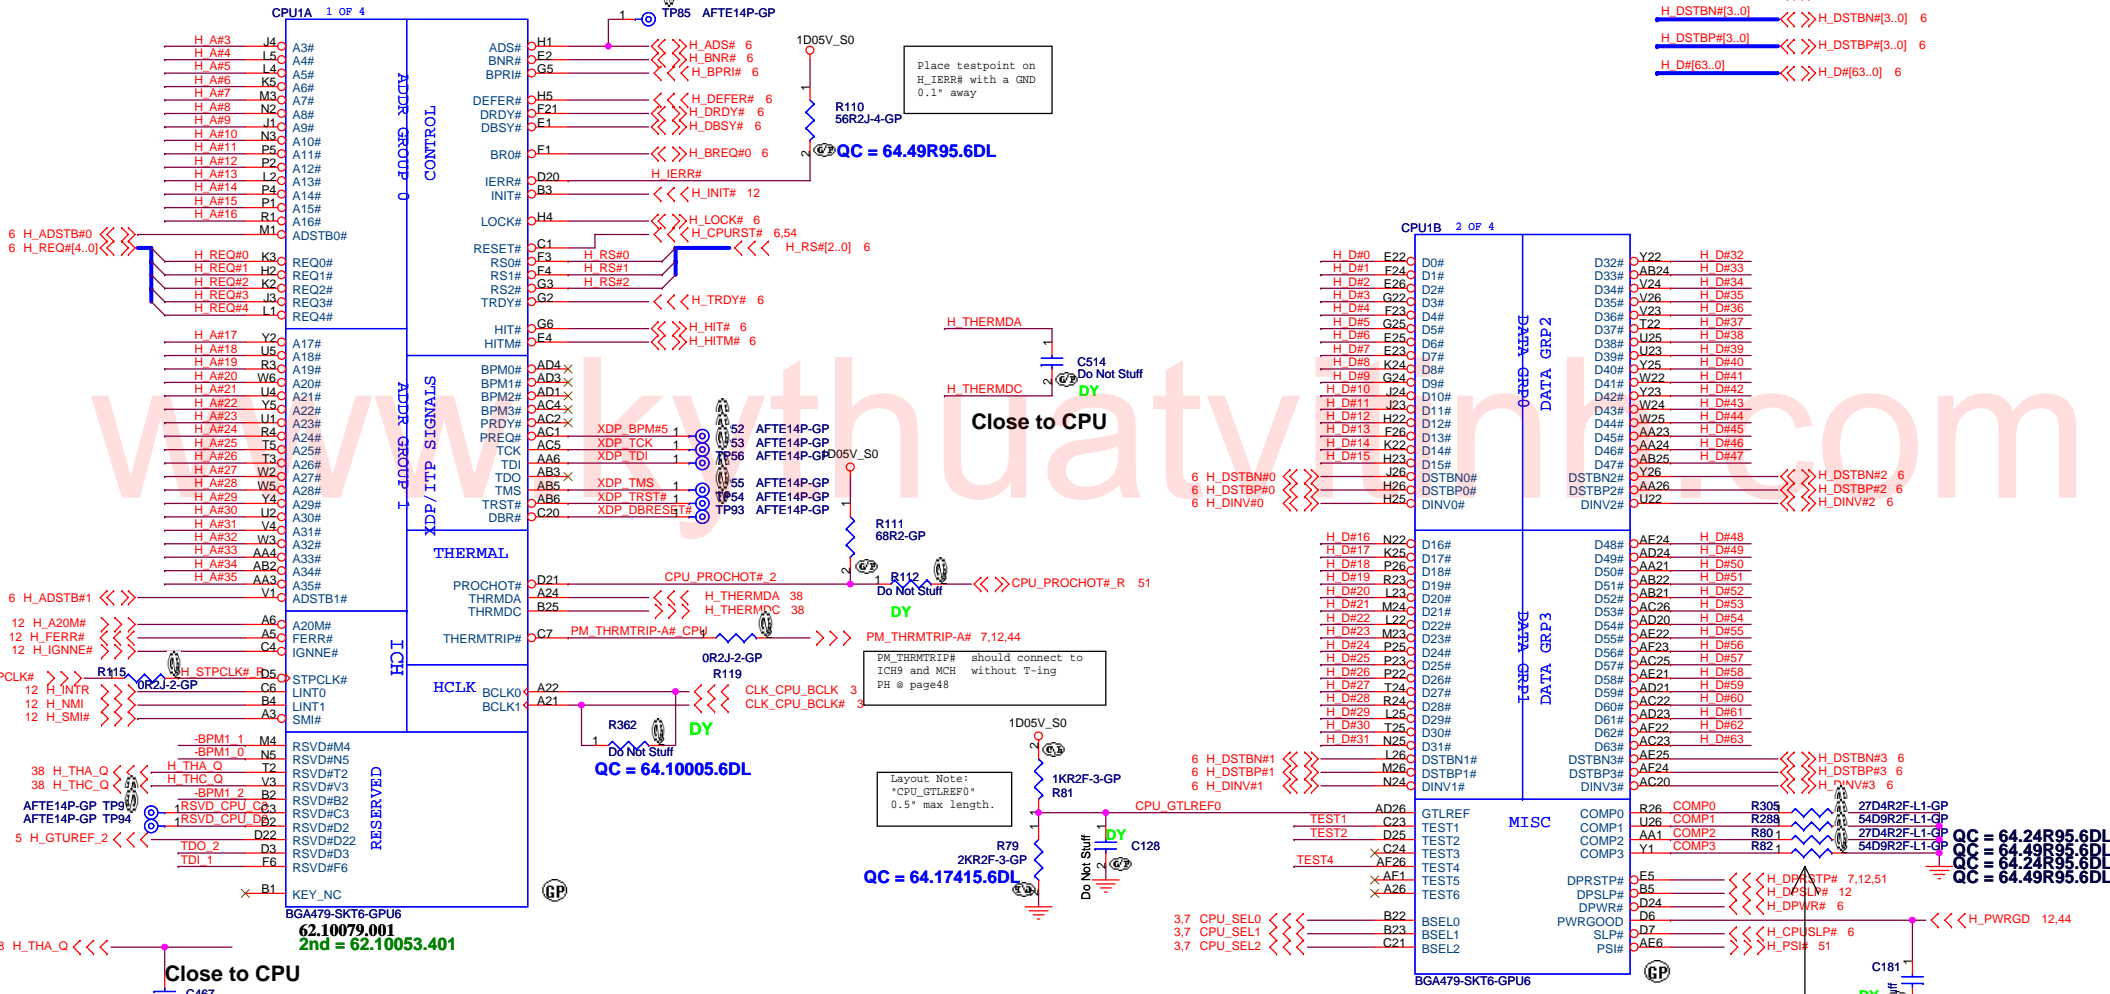 CPU1A 1 OF 4
H_A#3 J4 A3#
H_A#4 L5 A4#
H_A#5 L4 A5#
H_A#6 K5 A6#
H_A#7 M3 A7#
H_A#8 N2 A8#
H_A#9 J1 A9#
H_A#10 N3 A10#
H_A#11 P5 A11#
H_A#12 P2 A12#
H_A#13 L2 A13#
H_A#14 P4 A14#
H_A#15 P1 A15#
H_A#16 R1 A16#
6 H_ADSTB#0 M1 ADSTB0#
6 H_REQ#[4..0]
H_REQ#0 K3 REQ0#
H_REQ#1 H2 REQ1#
H_REQ#2 K2 REQ2#
H_REQ#3 J3 REQ3#
H_REQ#4 L1 REQ4#
H_A#17 Y2 A17#
H_A#18 U5 A18#
H_A#19 R3 A19#
H_A#20 W6 A20#
H_A#21 U4 A21#
H_A#22 Y5 A22#
H_A#23 U1 A23#
H_A#24 R4 A24#
H_A#25 T5 A25#
H_A#26 T3 A26#
H_A#27 W2 A27#
H_A#28 W5 A28#
H_A#29 Y4 A29#
H_A#30 U2 A30#
H_A#31 V4 A31#
H_A#32 W3 A32#
H_A#33 AA4 A33#
H_A#34 AB2 A34#
H_A#35 AA3 A35#
6 H_ADSTB#1 V1 ADSTB1#
12 H_A20M# A6 A20M#
12 H_FERR# A5 FERR#
12 H_IGNNE# C4 IGNNE#
PCLK# R115 0R2J-2-GP H_STPCLK#_R D5 STPCLK#
12 H_INTR C6 LINT0
12 H_NMI B4 LINT1
12 H_SMI# A3 SMI#
-BPM1_1 M4 RSVD#M4
-BPM1_0 N5 RSVD#N5
38 H_THA_Q H_THA_Q T2 RSVD#T2
38 H_THC_Q H_THC_Q V3 RSVD#V3
-BPM1_2 B2 RSVD#B2
AFTE14P-GP TP9 1 RSVD_CPU_C3 C3 RSVD#C3
AFTE14P-GP TP94 1 RSVD_CPU_D2 D2 RSVD#D2
5 H_GTUREF_2 D22 RSVD#D22
TDO_2 D3 RSVD#D3
TDI_1 F6 RSVD#F6
B1 KEY_NC
ADDR GROUP 0
ADDR GROUP 1
ICH
RESERVED
CONTROL
XDP/ITP SIGNALS
THERMAL
HCLK
BGA479-SKT6-GPU6
62.10079.001
2nd = 62.10053.401
GP
H_THA_Q
Close to CPU
C467
1 TP85 AFTE14P-GP
ADS# H1 H_ADS# 6
BNR# E2 H_BNR# 6
BPRI# G5 H_BPRI# 6
DEFER# H5 H_DEFER# 6
DRDY# F21 H_DRDY# 6
DBSY# E1 H_DBSY# 6
BR0# F1 H_BREQ#0 6
IERR# D20 H_IERR#
INIT# B3 H_INIT# 12
LOCK# H4 H_LOCK# 6
RESET# C1 H_CPURST# 6,54
RS0# F3 H_RS#0
RS1# F4 H_RS#1
RS2# G3 H_RS#2
H_RS#[2..0] 6
TRDY# G2 H_TRDY# 6
HIT# G6 H_HIT# 6
HITM# E4 H_HITM# 6
BPM0# AD4
BPM1# AD3
BPM2# AD1
BPM3# AC4
PRDY# AC2
PREQ# AC1 XDP_BPM#5 1 52 AFTE14P-GP
TCK AC5 XDP_TCK 1 53 AFTE14P-GP
TDI AA6 XDP_TDI 1 TP56 AFTE14P-GP
TDO AB3
TMS AB5 XDP_TMS 1 55 AFTE14P-GP
TRST# AB6 XDP_TRST# 1 TP54 AFTE14P-GP
DBR# C20 XDP_DBRESET# 1 TP93 AFTE14P-GP
PROCHOT# D21 CPU_PROCHOT#_2 1 R112 CPU_PROCHOT#_R 51
Do Not Stuff
DY
THRMDA A24 H_THERMDA 38
THRMDC B25 H_THERMDC 38
THERMTRIP# C7 PM_THRMTRIP-A#_CPU 1 PM_THRMTRIP-A# 7,12,44
0R2J-2-GP
R119
BCLK0 A22 CLK_CPU_BCLK 3
BCLK1 A21 CLK_CPU_BCLK# 3
R362
1
DY
Do Not Stuff
QC = 64.10005.6DL
1D05V_S0
1
R110
56R2J-4-GP
2
QC = 64.49R95.6DL
Place testpoint on
H_IERR# with a GND
0.1" away
1D05V_S0
1
R111
68R2-GP
2
PM_THRMTRIP# should connect to
ICH9 and MCH without T-ing
PH @ page48
H_THERMDA
1
C514
Do Not Stuff
2
DY
H_THERMDC
Close to CPU
1D05V_S0
2
1KR2F-3-GP
R81
1
Layout Note:
"CPU_GTLREF0"
0.5" max length.
CPU_GTLREF0
1
R79
2KR2F-3-GP
2
QC = 64.17415.6DL
Do Not Stuff
1
DY
C128
2
H_DSTBN#[3..0] H_DSTBN#[3..0] 6
H_DSTBP#[3..0] H_DSTBP#[3..0] 6
H_D#[63..0] H_D#[63..0] 6
CPU1B 2 OF 4
H_D#0 E22 D0# D32# Y22 H_D#32
H_D#1 F24 D1# D33# AB24 H_D#33
H_D#2 E26 D2# D34# V24 H_D#34
H_D#3 G22 D3# D35# V26 H_D#35
H_D#4 F23 D4# D36# V23 H_D#36
H_D#5 G25 D5# D37# T22 H_D#37
H_D#6 E25 D6# D38# U25 H_D#38
H_D#7 E23 D7# D39# U23 H_D#39
H_D#8 K24 D8# D40# Y25 H_D#40
H_D#9 G24 D9# D41# W22 H_D#41
H_D#10 J24 D10# D42# Y23 H_D#42
H_D#11 J23 D11# D43# W24 H_D#43
H_D#12 H22 D12# D44# W25 H_D#44
H_D#13 F26 D13# D45# AA23 H_D#45
H_D#14 K22 D14# D46# AA24 H_D#46
H_D#15 H23 D15# D47# AB25 H_D#47
6 H_DSTBN#0 J26 DSTBN0# DSTBN2# Y26 H_DSTBN#2 6
6 H_DSTBP#0 H26 DSTBP0# DSTBP2# AA26 H_DSTBP#2 6
6 H_DINV#0 H25 DINV0# DINV2# U22 H_DINV#2 6
H_D#16 N22 D16# D48# AE24 H_D#48
H_D#17 K25 D17# D49# AD24 H_D#49
H_D#18 P26 D18# D50# AA21 H_D#50
H_D#19 R23 D19# D51# AB22 H_D#51
H_D#20 L23 D20# D52# AB21 H_D#52
H_D#21 M24 D21# D53# AC26 H_D#53
H_D#22 L22 D22# D54# AD20 H_D#54
H_D#23 M23 D23# D55# AE22 H_D#55
H_D#24 P25 D24# D56# AF23 H_D#56
H_D#25 P23 D25# D57# AC25 H_D#57
H_D#26 P22 D26# D58# AE21 H_D#58
H_D#27 T24 D27# D59# AD21 H_D#59
H_D#28 R24 D28# D60# AC22 H_D#60
H_D#29 L25 D29# D61# AD23 H_D#61
H_D#30 T25 D30# D62# AF22 H_D#62
H_D#31 N25 D31# D63# AC23 H_D#63
6 H_DSTBN#1 L26 DSTBN1# DSTBN3# AE25 H_DSTBN#3 6
6 H_DSTBP#1 M26 DSTBP1# DSTBP3# AF24 H_DSTBP#3 6
6 H_DINV#1 N24 DINV1# DINV3# AC20 H_DINV#3 6
DATA GRP0
DATA GRP2
DATA GRP1
DATA GRP3
MISC
AD26 GTLREF COMP0 R26 COMP0 R305 27D4R2F-L1-GP
TEST1 C23 TEST1 COMP1 U26 COMP1 R288 54D9R2F-L1-GP
TEST2 D25 TEST2 COMP2 AA1 COMP2 R80 1 27D4R2F-L1-GP
C24 TEST3 COMP3 Y1 COMP3 R82 1 54D9R2F-L1-GP
TEST4 AF26 TEST4
AF1 TEST5
A26 TEST6
QC = 64.24R95.6DL
QC = 64.49R95.6DL
QC = 64.24R95.6DL
QC = 64.49R95.6DL
DPRSTP# E5 H_DPRSTP# 7,12,51
DPSLP# B5 H_DPSLP# 12
DPWR# D24 H_DPWR# 6
3,7 CPU_SEL0 B22 BSEL0 PWRGOOD D6 H_PWRGD 12,44
3,7 CPU_SEL1 B23 BSEL1 SLP# D7 H_CPUSLP# 6
3,7 CPU_SEL2 C21 BSEL2 PSI# AE6 H_PSI# 51
BGA479-SKT6-GPU6
GP
C181
1
DY
www.kythuatvitinh.com